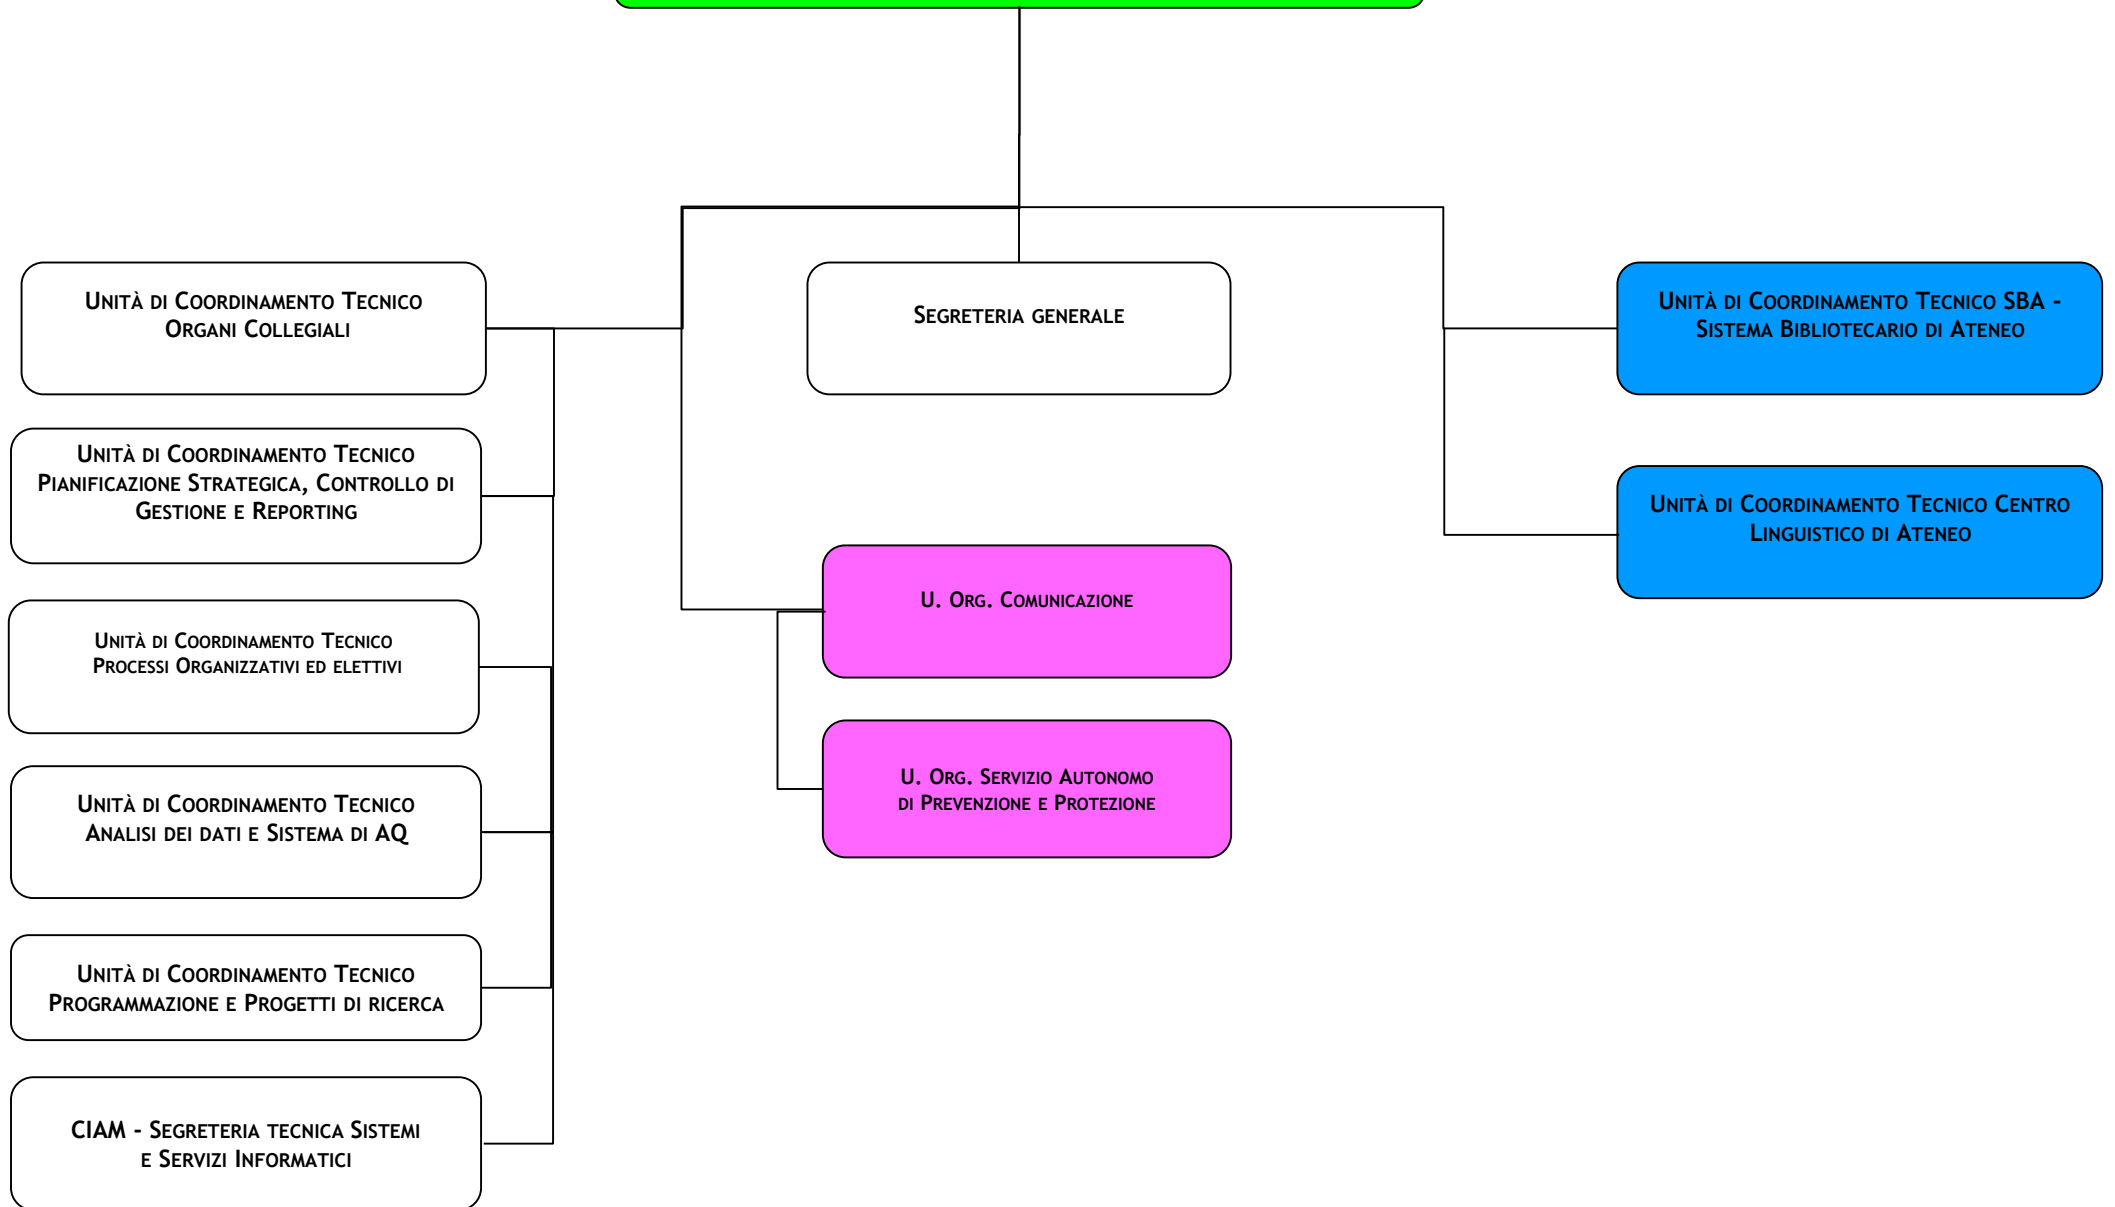 Unità di Coordinamento Tecnico
Organi Collegiali
Segreteria generale
Unità di Coordinamento Tecnico SBA -
Sistema Bibliotecario di Ateneo
Unità di Coordinamento Tecnico
Pianificazione Strategica, Controllo di
Gestione e Reporting
Unità di Coordinamento Tecnico Centro
Linguistico di Ateneo
U. Org. Comunicazione
Unità di Coordinamento Tecnico
Processi Organizzativi ed elettivi
U. Org. Servizio Autonomo
di Prevenzione e Protezione
Unità di Coordinamento Tecnico
Analisi dei dati e Sistema di AQ
Unità di Coordinamento Tecnico
Programmazione e Progetti di ricerca
CIAM - Segreteria tecnica Sistemi
e Servizi Informatici